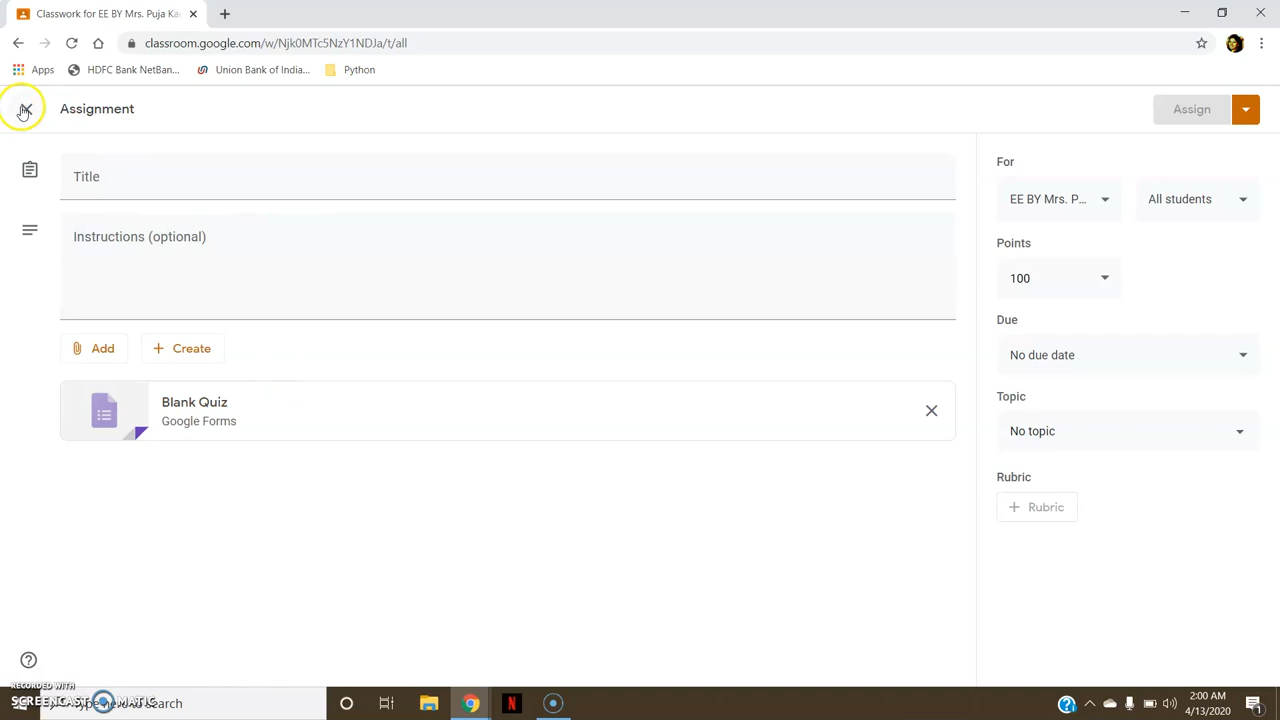 Classwork for EE BY Mrs. Puja Ka
classroom.google.com/w/Njk0MTc5NzY1NDJa/t/all
Apps HDFC Bank NetBan... Union Bank of India... Python
Assignment
Assign
Title
Instructions (optional)
Add
Create
Blank Quiz
Google Forms
For
EE BY Mrs. P...
All students
Points
100
Due
No due date
Topic
No topic
Rubric
Rubric
RECORDED WITH
SCREENCAST MATIC
search
2:00 AM
4/13/2020
1